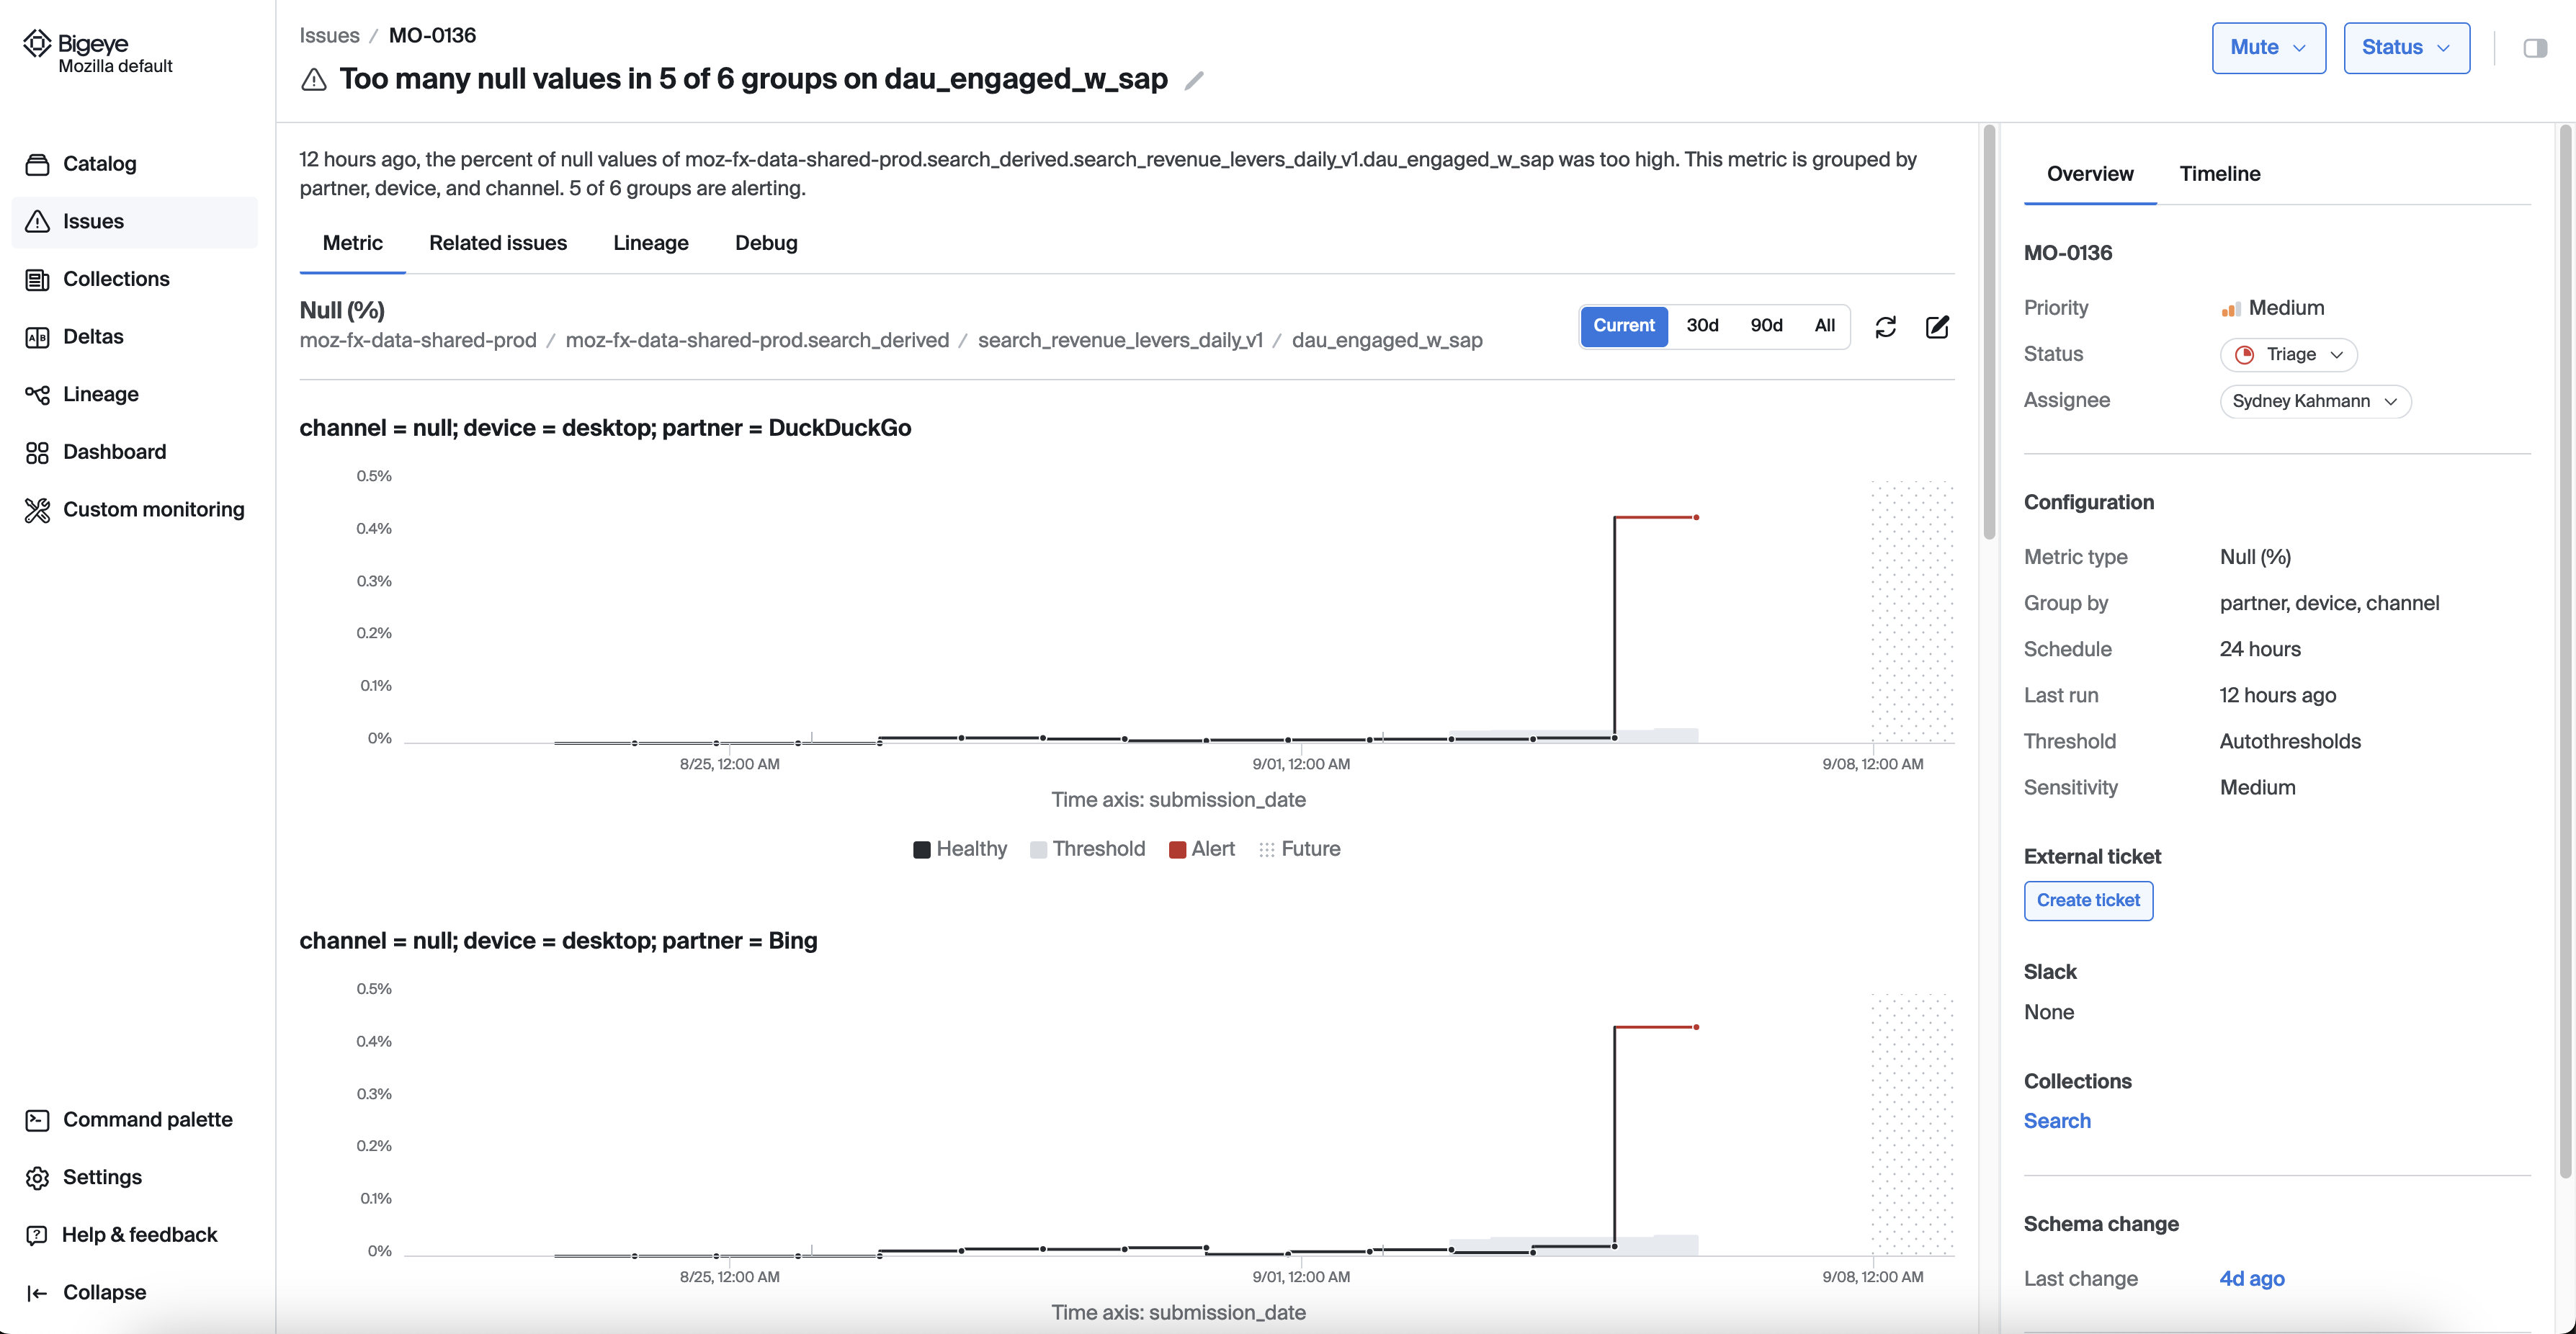 Bigeye
Mozilla default
Catalog
Issues
Collections
Deltas
Lineage
Dashboard
Custom monitoring
Command palette
Settings
Help & feedback
Collapse
Issues / MO-0136
Too many null values in 5 of 6 groups on dau_engaged_w_sap
Mute
Status
12 hours ago, the percent of null values of moz-fx-data-shared-prod.search_derived.search_revenue_levers_daily_v1.dau_engaged_w_sap was too high. This metric is grouped by
partner, device, and channel. 5 of 6 groups are alerting.
Metric Related issues Lineage Debug
Null (%)
moz-fx-data-shared-prod / moz-fx-data-shared-prod.search_derived / search_revenue_levers_daily_v1 / dau_engaged_w_sap
Current 30d 90d All
channel = null; device = desktop; partner = DuckDuckGo
0.5%
0.4%
0.3%
0.2%
0.1%
0%
8/25, 12:00 AM 9/01, 12:00 AM 9/08, 12:00 AM
Time axis: submission_date
Healthy Threshold Alert Future
channel = null; device = desktop; partner = Bing
0.5%
0.4%
0.3%
0.2%
0.1%
0%
8/25, 12:00 AM 9/01, 12:00 AM 9/08, 12:00 AM
Time axis: submission_date
Overview Timeline
MO-0136
Priority Medium
Status Triage
Assignee Sydney Kahmann
Configuration
Metric type Null (%)
Group by partner, device, channel
Schedule 24 hours
Last run 12 hours ago
Threshold Autothresholds
Sensitivity Medium
External ticket
Create ticket
Slack
None
Collections
Search
Schema change
Last change 4d ago